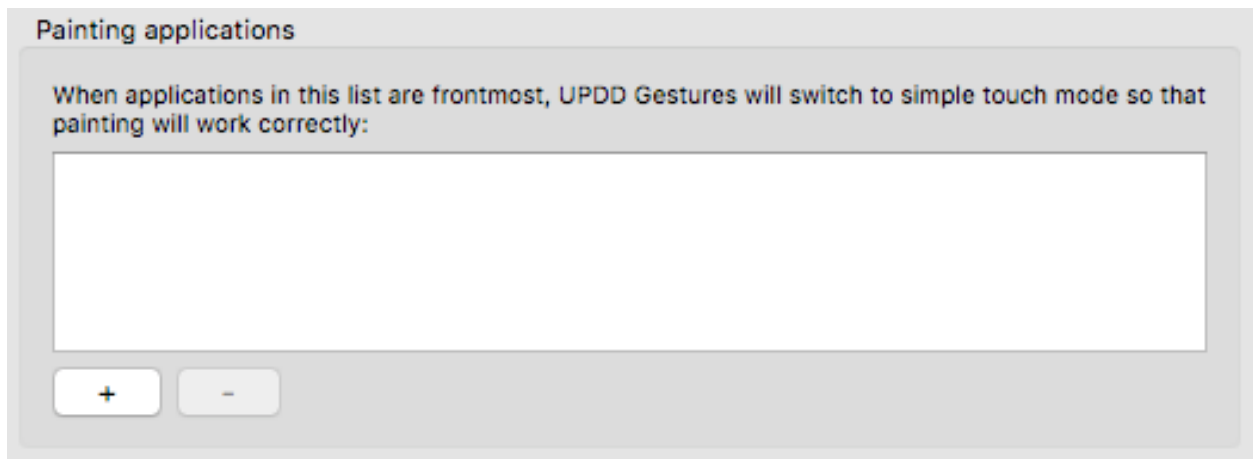 Painting applications
When applications in this list are frontmost, UPDD Gestures will switch to simple touch mode so that
painting will work correctly:
+ -